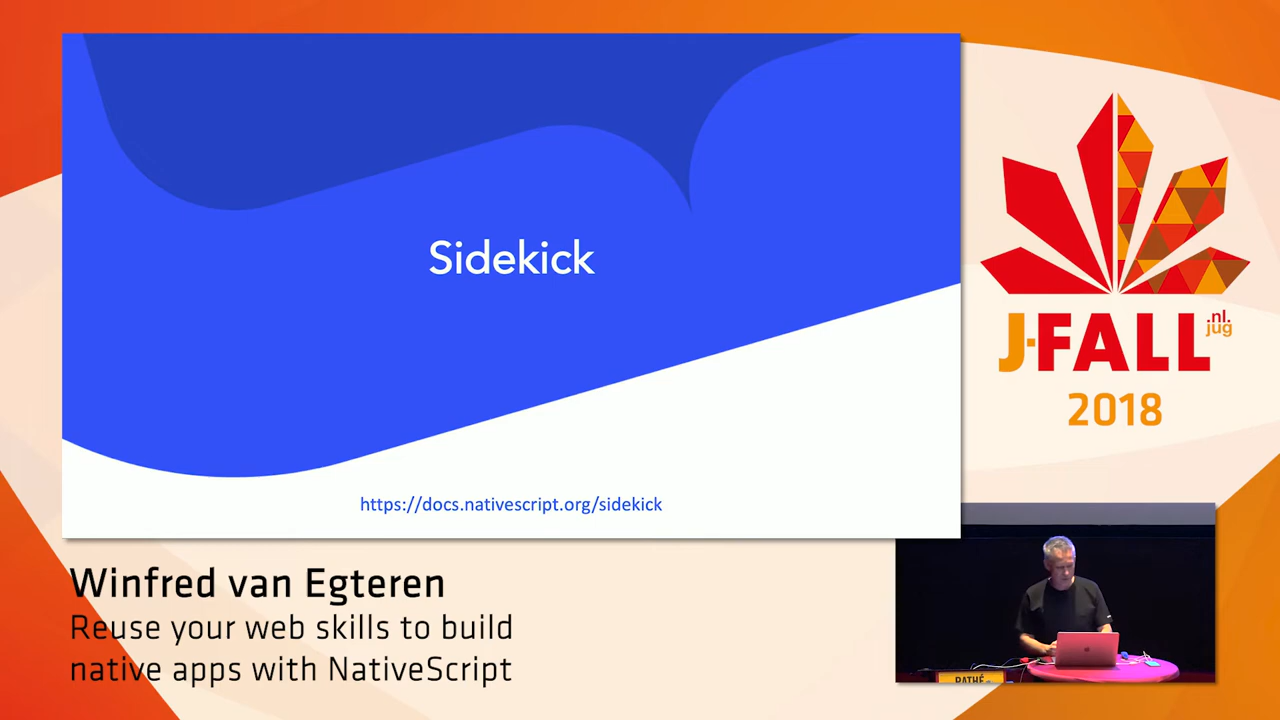 Sidekick
https://docs.nativescript.org/sidekick
J-FALL
nl.
jug
2018
Winfred van Egteren
Reuse your web skills to build
native apps with NativeScript
PATHÉ